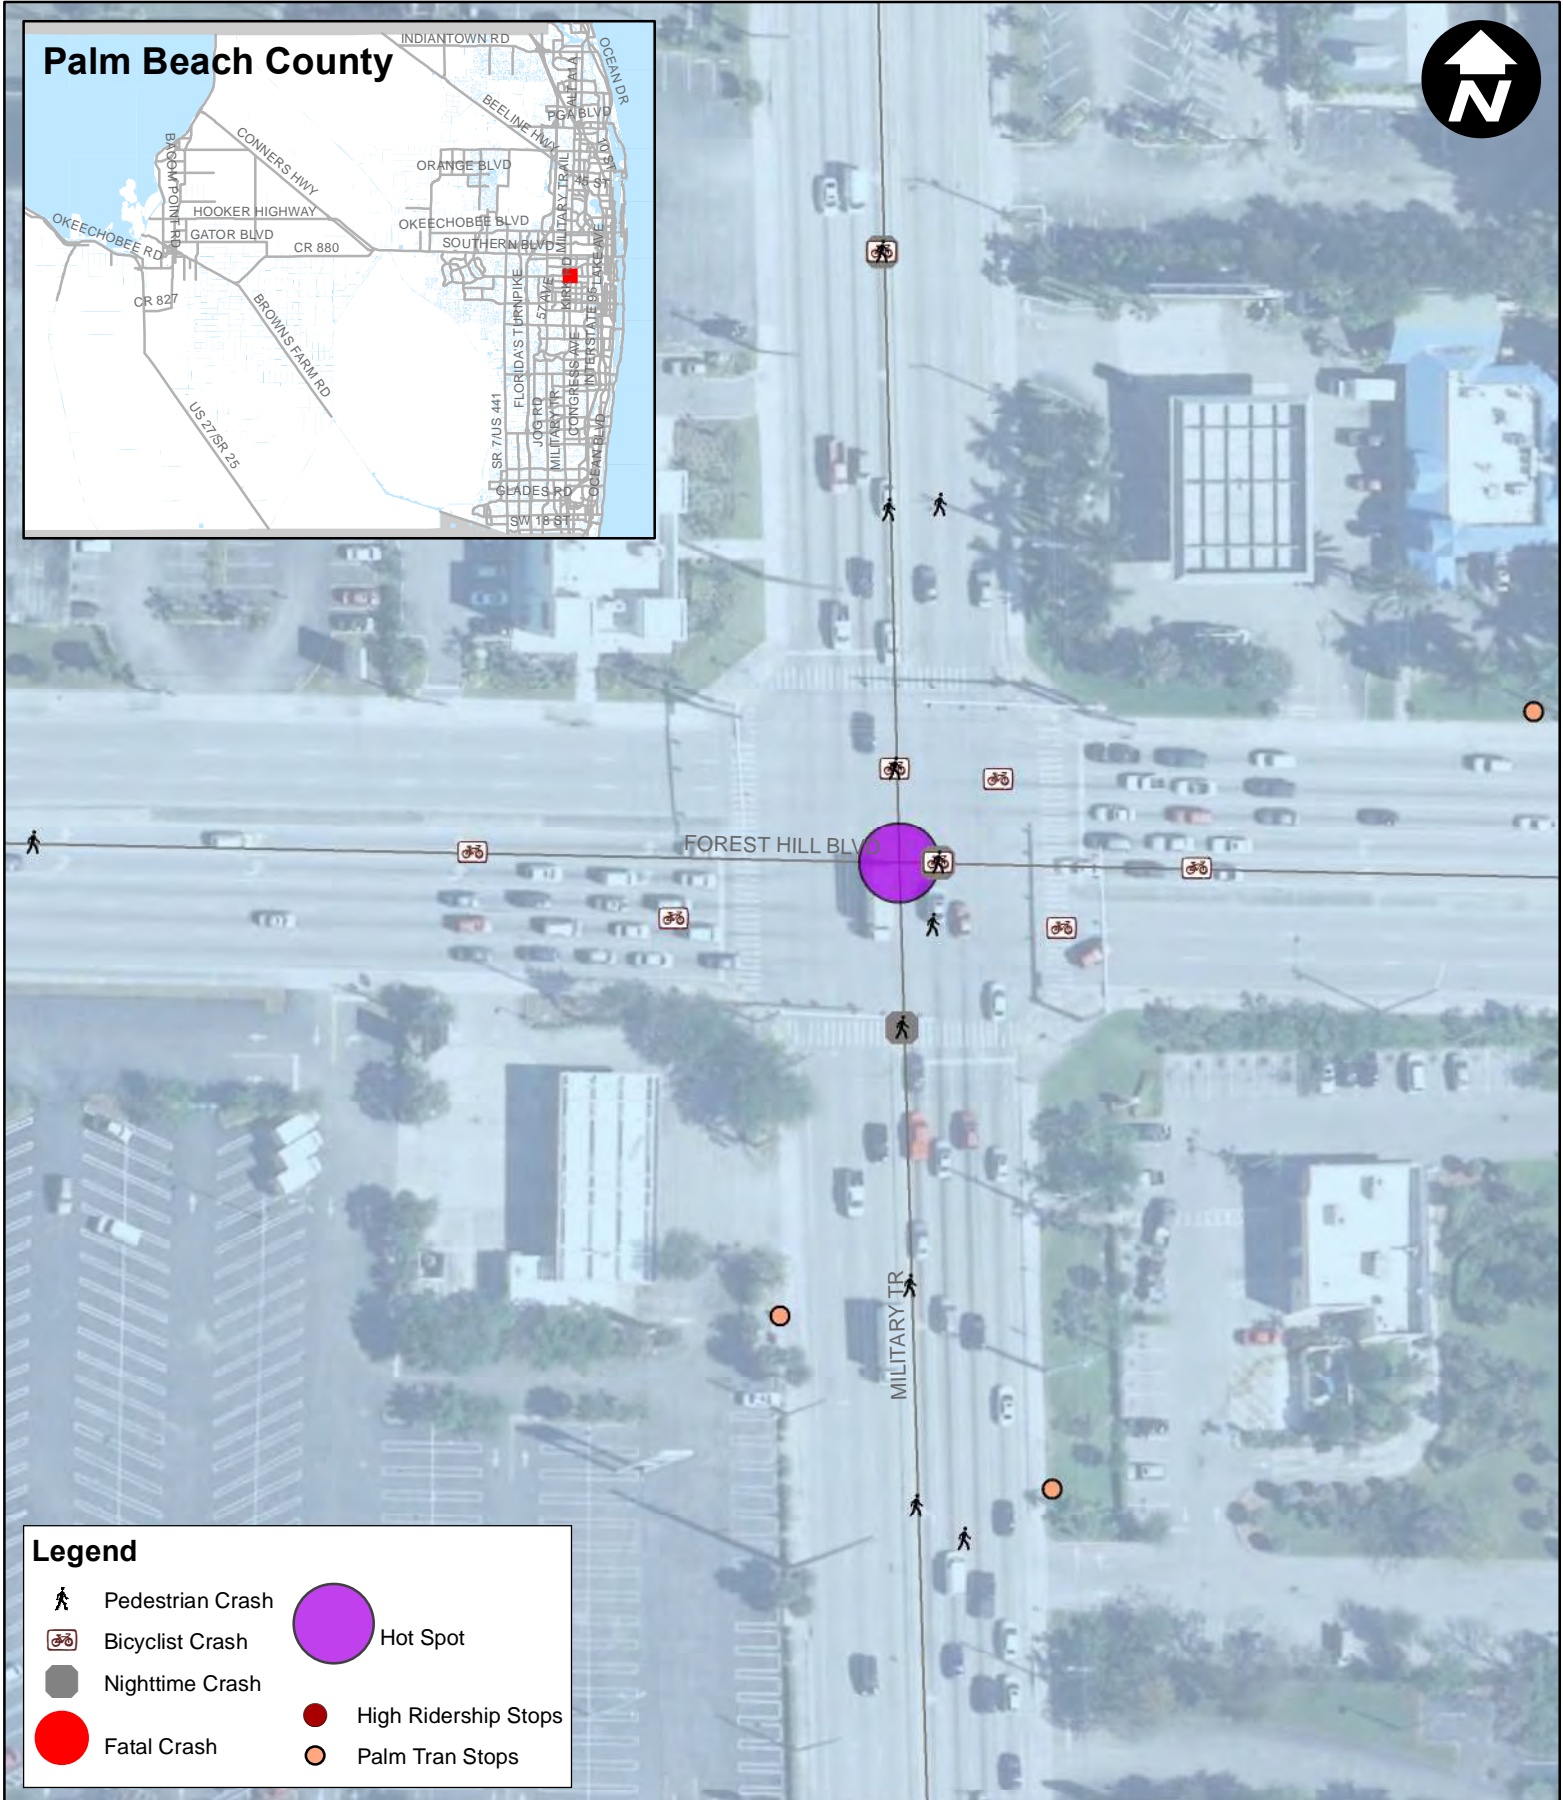 Palm Beach County
INDIANTOWN RD
OCEAN DR
ALT A1A
BEELINE HWY
PGA BLVD
BACOM POINT RD
CONNERS HWY
ORANGE BLVD
MILITARY TRAIL
10 ST
45 ST
HOOKER HIGHWAY
OKEECHOBEE BLVD
OKEECHOBEE RD
GATOR BLVD
CR 880
SOUTHERN BLVD
LAKE AVE
KIRK RD
CR 827
BROWNS FARM RD
FLORIDA'S TURNPIKE
57 AVE
INTERSTATE 95
CONGRESS AVE
US 27/SR 25
SR 7/US 441
JOG RD
MILITARY TR
OCEAN BLVD
GLADES RD
SW 18 ST
N
FOREST HILL BLVD
MILITARY TR
Legend
Pedestrian Crash
Bicyclist Crash
Hot Spot
Nighttime Crash
High Ridership Stops
Fatal Crash
Palm Tran Stops